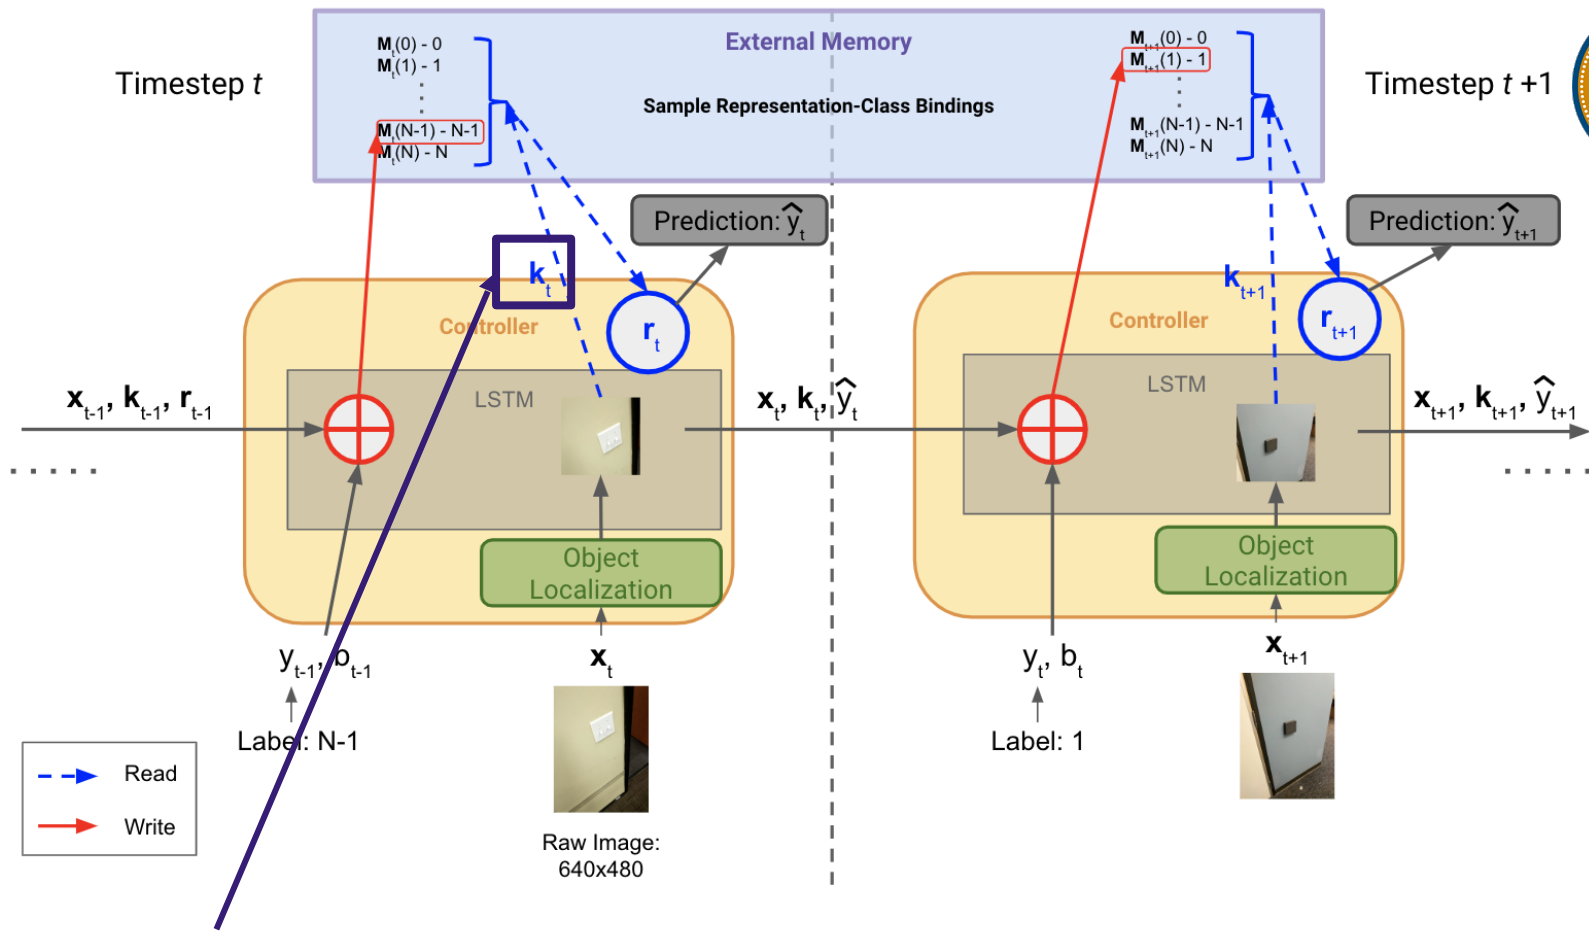 External Memory
Sample Representation-Class Bindings
Timestep t
M_t(0) - 0
M_t(1) - 1
M_t(N-1) - N-1
M_t(N) - N
Prediction: ŷ_t
k_t
r_t
Controller
LSTM
x_t-1, k_t-1, r_t-1
Object
Localization
y_t-1, b_t-1
x_t
Label: N-1
Raw Image:
640x480
Read
Write
x_t, k_t, ŷ_t
Timestep t +1
M_t+1(0) - 0
M_t+1(1) - 1
M_t+1(N-1) - N-1
M_t+1(N) - N
Prediction: ŷ_t+1
k_t+1
r_t+1
Controller
LSTM
x_t+1, k_t+1, ŷ_t+1
Object
Localization
y_t, b_t
x_t+1
Label: 1